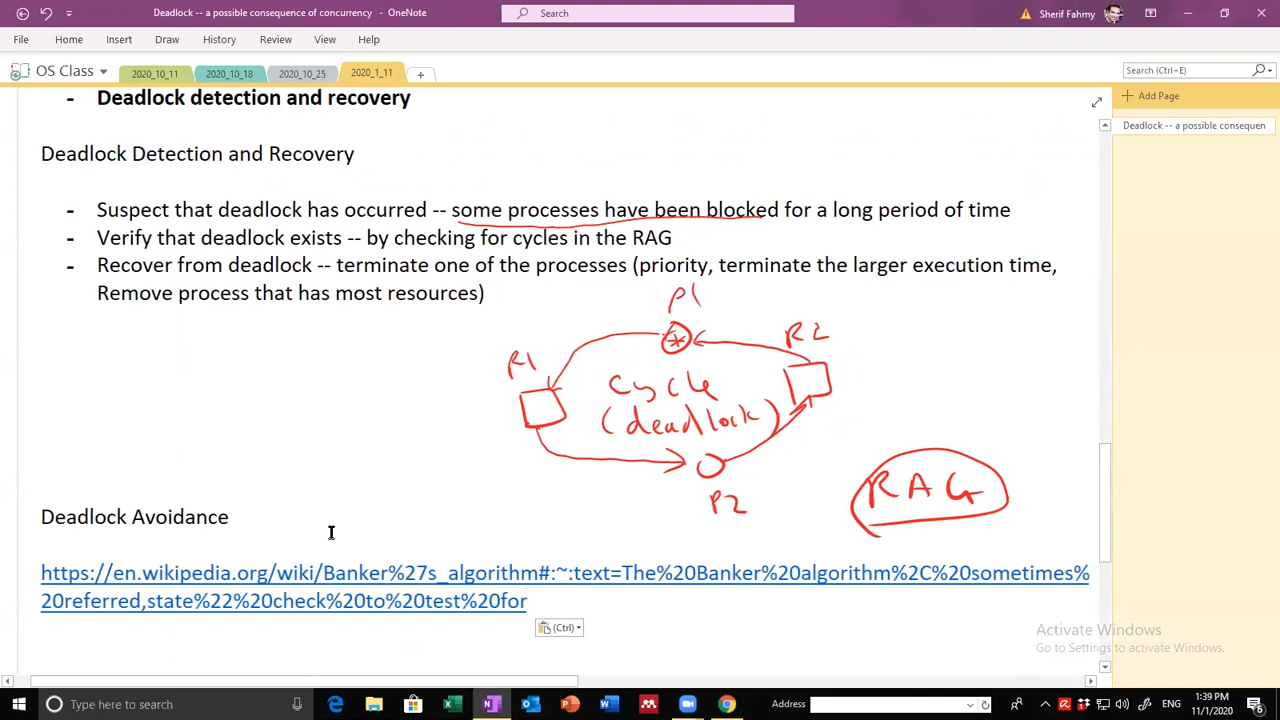 Deadlock -- a possible consequence of concurrency - OneNote
Search
Sherif Fahmy
File Home Insert Draw History Review View Help
OS Class
2020_10_11
2020_10_18
2020_10_25
2020_1_11
Search (Ctrl+E)
Add Page
Deadlock -- a possible consequen
- Deadlock detection and recovery
Deadlock Detection and Recovery
- Suspect that deadlock has occurred -- some processes have been blocked for a long period of time
- Verify that deadlock exists -- by checking for cycles in the RAG
- Recover from deadlock -- terminate one of the processes (priority, terminate the larger execution time,
Remove process that has most resources)
P1
R2
R1
cycle
(deadlock)
P2
RAG
Deadlock Avoidance
https://en.wikipedia.org/wiki/Banker%27s_algorithm#:~:text=The%20Banker%20algorithm%2C%20sometimes%
20referred,state%22%20check%20to%20test%20for
(Ctrl)
Activate Windows
Go to Settings to activate Windows.
Type here to search
Address
ENG
1:39 PM
11/1/2020
6